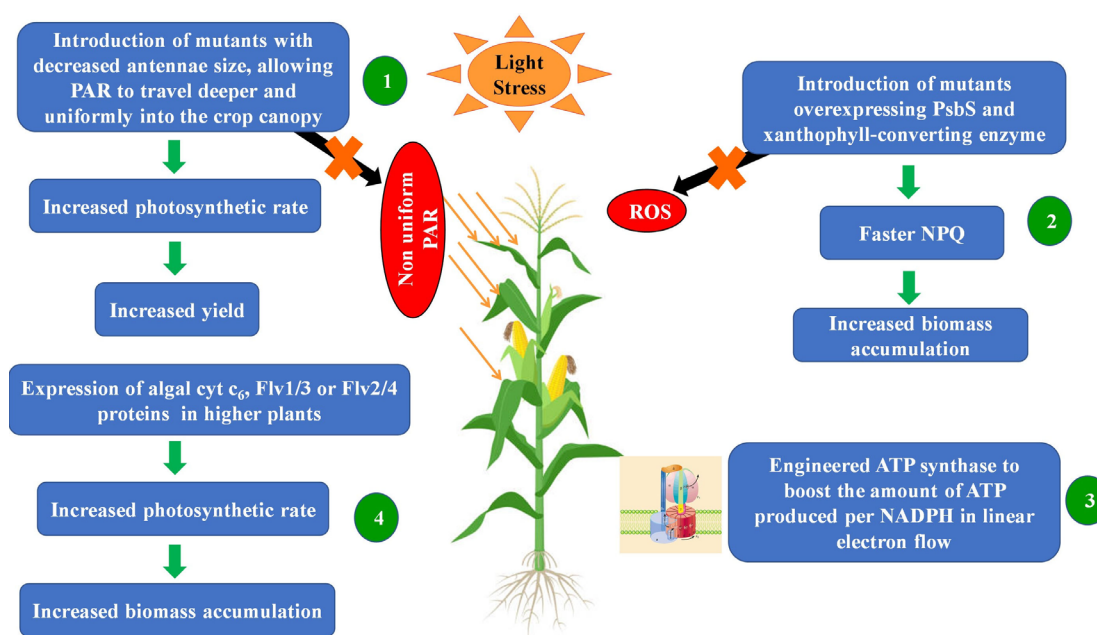 Introduction of mutants with
decreased antennae size, allowing
PAR to travel deeper and
uniformly into the crop canopy
1
Light
Stress
Introduction of mutants
overexpressing PsbS and
xanthophyll-converting enzyme
Increased photosynthetic rate
Non uniform
PAR
ROS
2
Faster NPQ
Increased yield
Increased biomass
accumulation
Expression of algal cyt c₆, Flv1/3 or Flv2/4
proteins in higher plants
Increased photosynthetic rate
4
Engineered ATP synthase to
boost the amount of ATP
produced per NADPH in linear
electron flow
3
Increased biomass accumulation